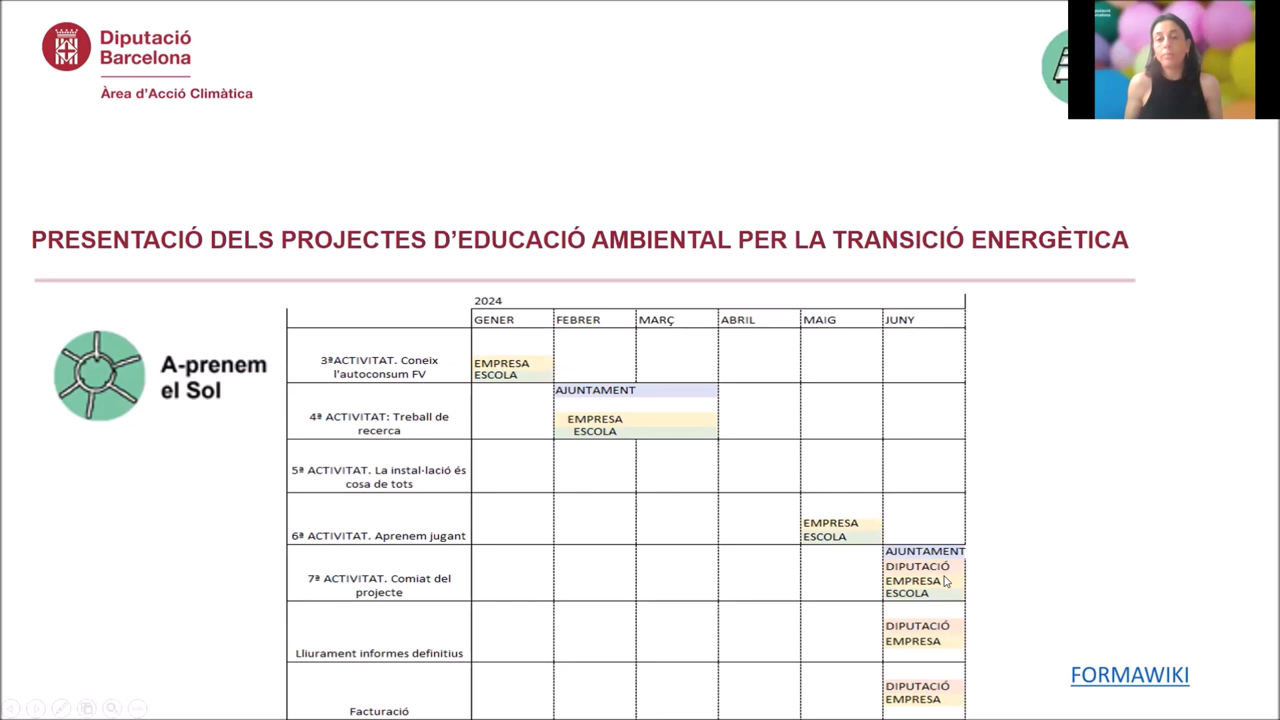 Diputació
Barcelona
Àrea d'Acció Climàtica
PRESENTACIÓ DELS PROJECTES D'EDUCACIÓ AMBIENTAL PER LA TRANSICIÓ ENERGÈTICA
A-prenem
el Sol
2024
GENER FEBRER MARÇ ABRIL MAIG JUNY
3ªACTIVITAT. Coneix
l'autoconsum FV
EMPRESA
ESCOLA
4ª ACTIVITAT: Treball de
recerca
AJUNTAMENT
EMPRESA
ESCOLA
5ª ACTIVITAT. La instal·lació és
cosa de tots
6ª ACTIVITAT. Aprenem jugant
EMPRESA
ESCOLA
7ª ACTIVITAT. Comiat del
projecte
AJUNTAMENT
DIPUTACIÓ
EMPRESA
ESCOLA
Lliurament informes definitius
DIPUTACIÓ
EMPRESA
Facturació
DIPUTACIÓ
EMPRESA
FORMAWIKI